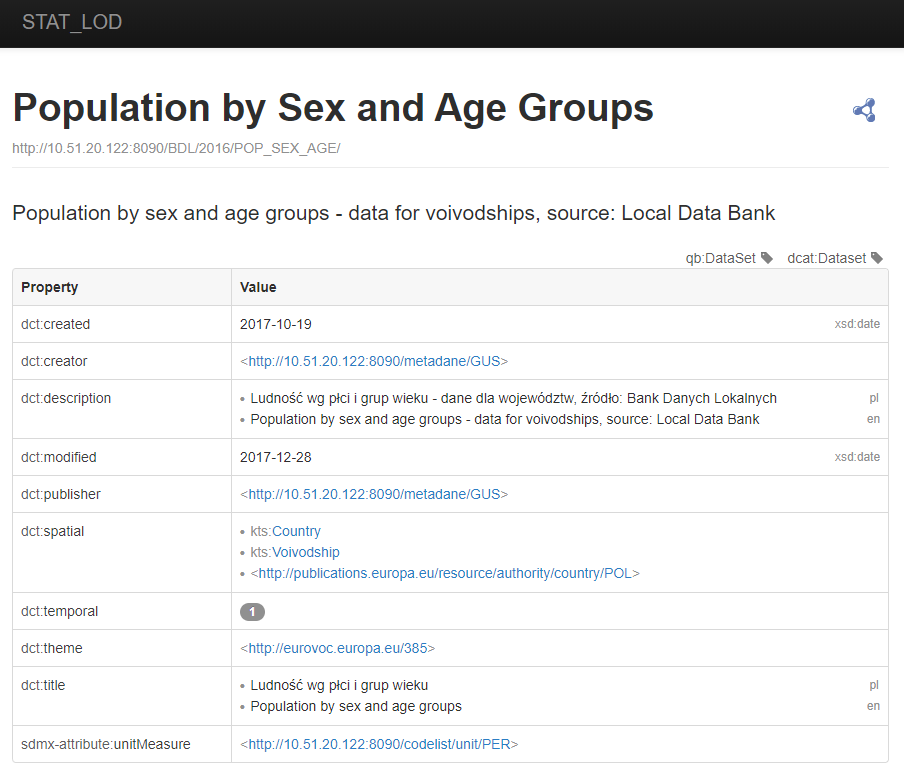 STAT_LOD
Population by Sex and Age Groups
http://10.51.20.122:8090/BDL/2016/POP_SEX_AGE/
Population by sex and age groups - data for voivodships, source: Local Data Bank
qb:DataSet dcat:Dataset
Property Value
dct:created 2017-10-19 xsd:date
dct:creator <http://10.51.20.122:8090/metadane/GUS>
dct:description • Ludność wg płci i grup wieku - dane dla województw, źródło: Bank Danych Lokalnych pl
• Population by sex and age groups - data for voivodships, source: Local Data Bank en
dct:modified 2017-12-28 xsd:date
dct:publisher <http://10.51.20.122:8090/metadane/GUS>
dct:spatial • kts:Country
• kts:Voivodship
• <http://publications.europa.eu/resource/authority/country/POL>
dct:temporal 1
dct:theme <http://eurovoc.europa.eu/385>
dct:title • Ludność wg płci i grup wieku pl
• Population by sex and age groups en
sdmx-attribute:unitMeasure <http://10.51.20.122:8090/codelist/unit/PER>